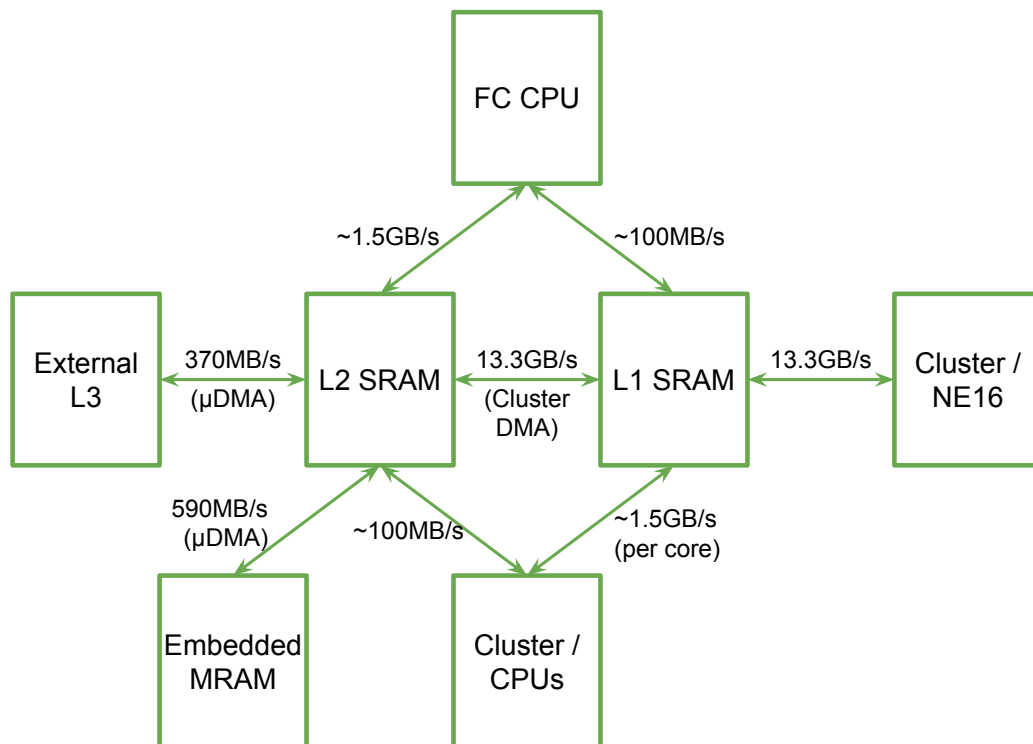 FC CPU
~1.5GB/s
~100MB/s
External
L3
370MB/s
(µDMA)
L2 SRAM
13.3GB/s
(Cluster
DMA)
L1 SRAM
13.3GB/s
Cluster /
NE16
590MB/s
(µDMA)
~100MB/s
~1.5GB/s
(per core)
Embedded
MRAM
Cluster /
CPUs